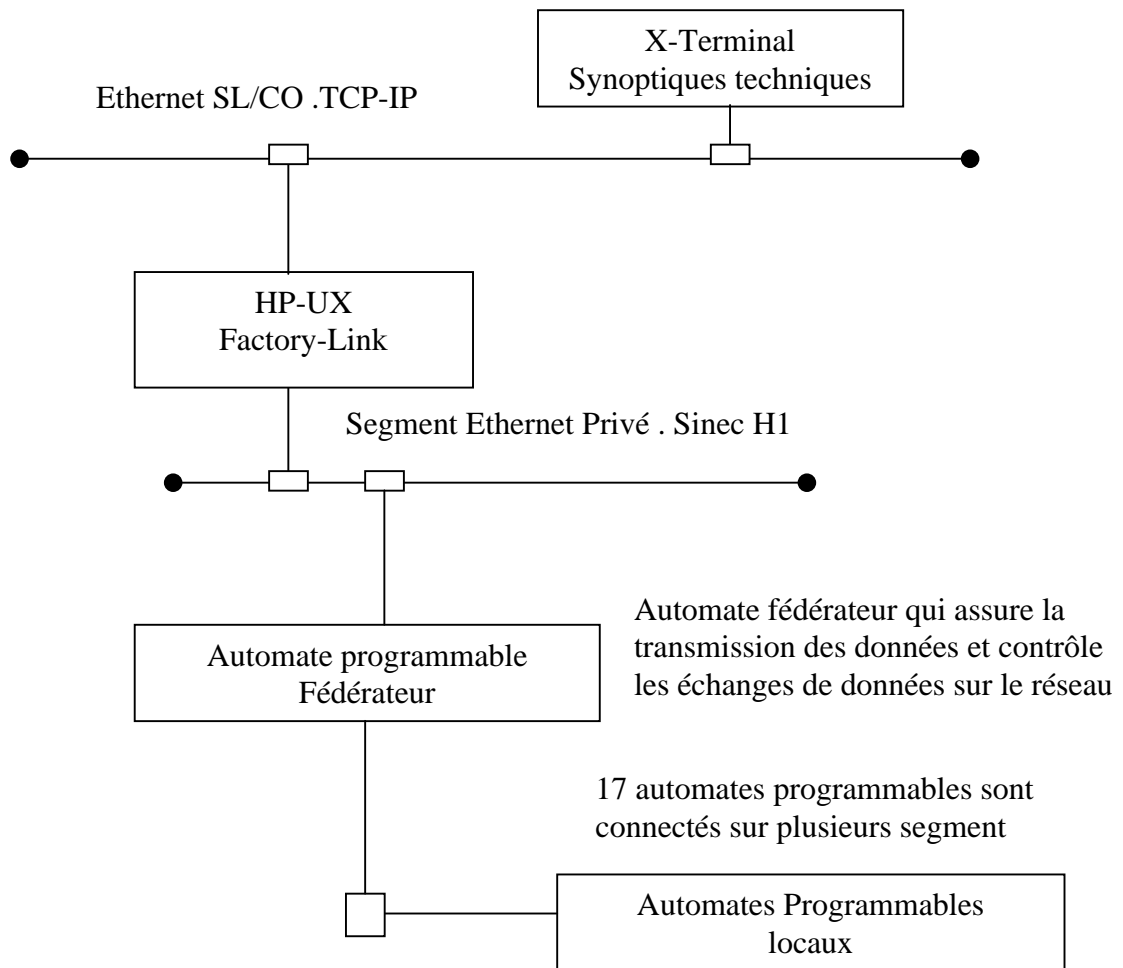 X-Terminal
Synoptiques techniques
Ethernet SL/CO .TCP-IP
HP-UX
Factory-Link
Segment Ethernet Privé . Sinec H1
Automate fédérateur qui assure la
transmission des données et contrôle
les échanges de données sur le réseau
Automate programmable
Fédérateur
17 automates programmables sont
connectés sur plusieurs segment
Automates Programmables
locaux